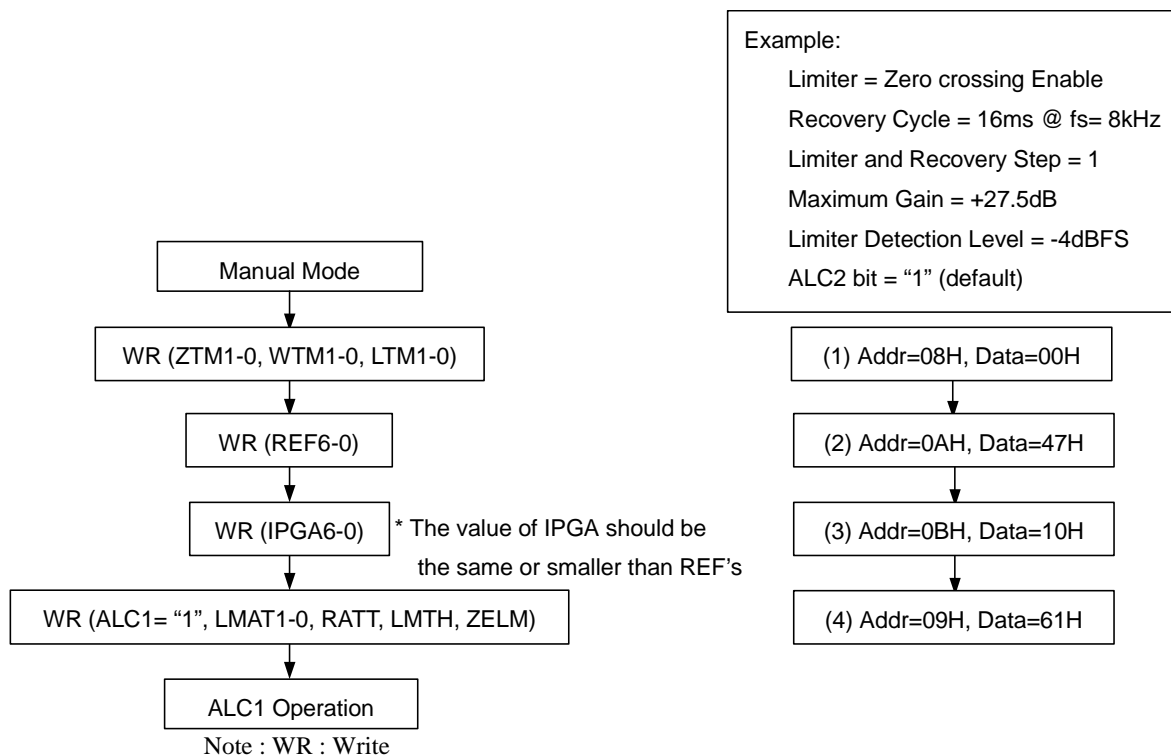 Example:
Limiter = Zero crossing Enable
Recovery Cycle = 16ms @ fs= 8kHz
Limiter and Recovery Step = 1
Maximum Gain = +27.5dB
Limiter Detection Level = -4dBFS
ALC2 bit = “1” (default)
Manual Mode
WR (ZTM1-0, WTM1-0, LTM1-0)
WR (REF6-0)
WR (IPGA6-0)
* The value of IPGA should be
the same or smaller than REF’s
WR (ALC1= “1”, LMAT1-0, RATT, LMTH, ZELM)
ALC1 Operation
Note : WR : Write
(1) Addr=08H, Data=00H
(2) Addr=0AH, Data=47H
(3) Addr=0BH, Data=10H
(4) Addr=09H, Data=61H